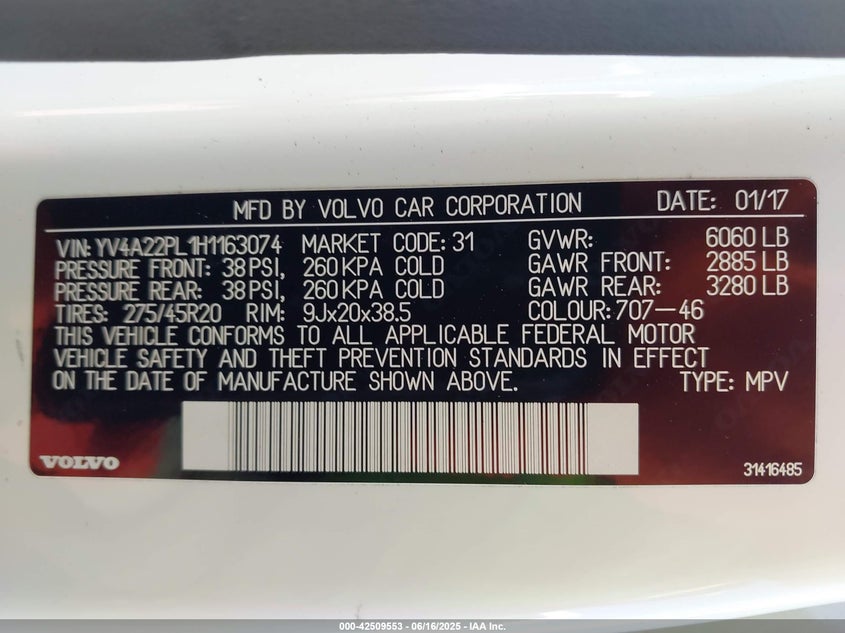 MFD BY VOLVO CAR CORPORATION DATE: 01/17
VIN: YV4A22PL1H1163074 MARKET CODE: 31 GVWR: 6060 LB
PRESSURE FRONT: 38 PSI, 260 KPA COLD GAWR FRONT: 2885 LB
PRESSURE REAR: 38 PSI, 260 KPA COLD GAWR REAR: 3280 LB
TIRES: 275/45R20 RIM: 9Jx20x38.5 COLOUR: 707-46
THIS VEHICLE CONFORMS TO ALL APPLICABLE FEDERAL MOTOR
VEHICLE SAFETY AND THEFT PREVENTION STANDARDS IN EFFECT
ON THE DATE OF MANUFACTURE SHOWN ABOVE. TYPE: MPV
VOLVO 31416485
000-42509553 - 06/16/2025 - IAA Inc.